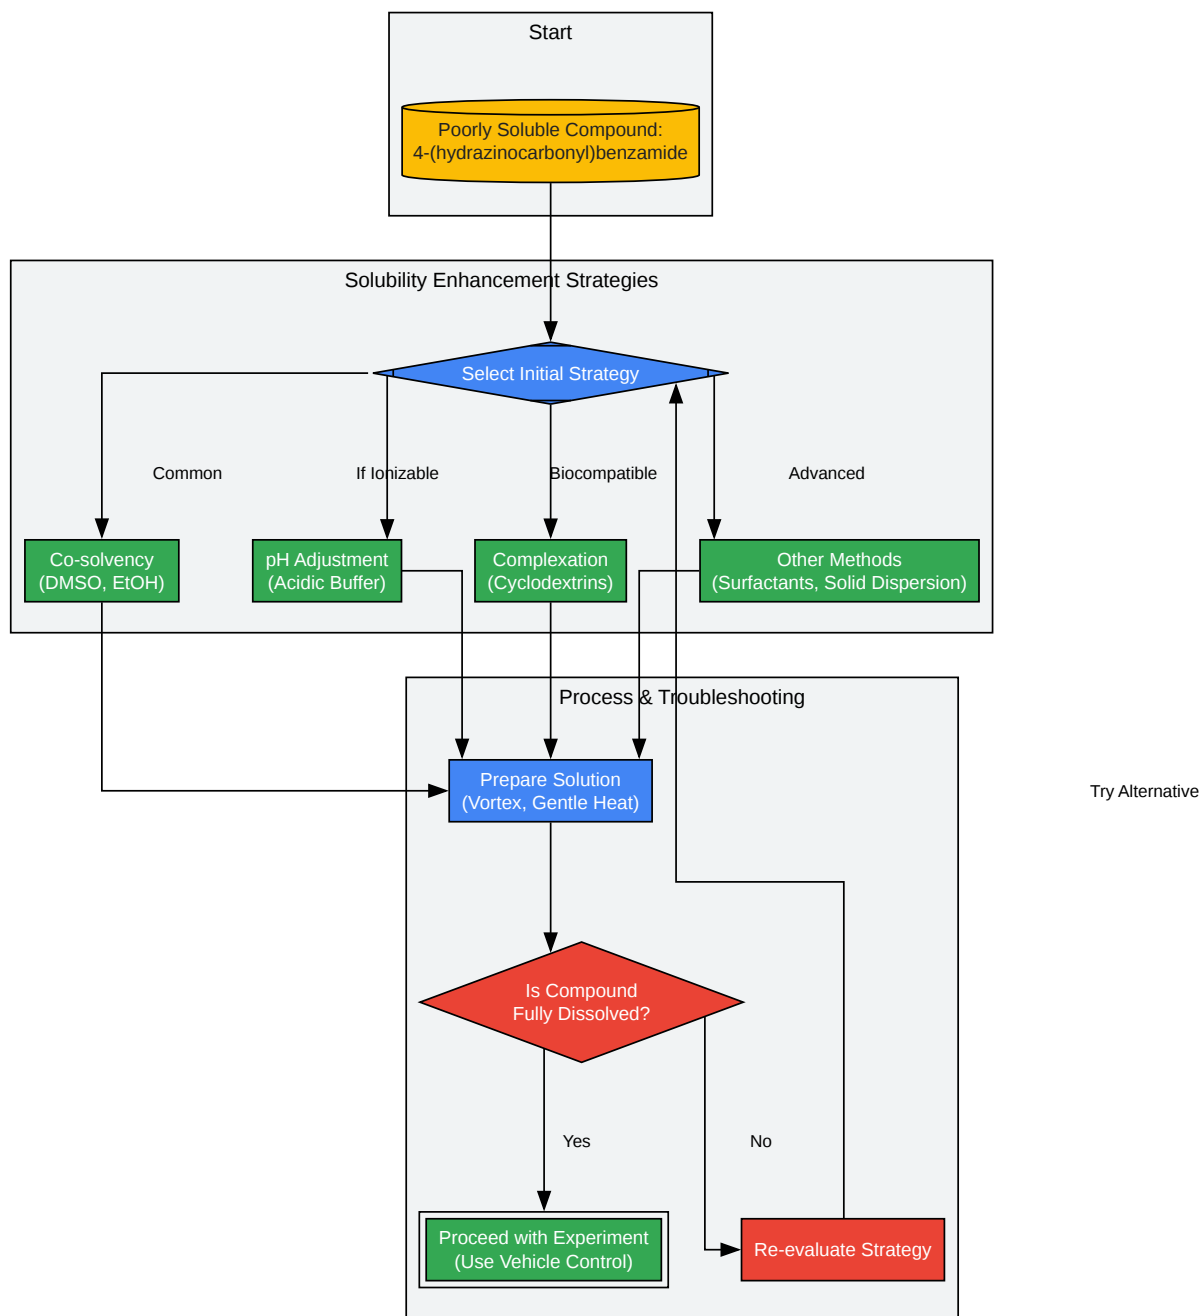 Start
Poorly Soluble Compound:
4-(hydrazinocarbonyl)benzamide
Solubility Enhancement Strategies
Select Initial Strategy
Common
If Ionizable
Biocompatible
Advanced
Co-solvency
(DMSO, EtOH)
pH Adjustment
(Acidic Buffer)
Complexation
(Cyclodextrins)
Other Methods
(Surfactants, Solid Dispersion)
Process & Troubleshooting
Prepare Solution
(Vortex, Gentle Heat)
Try Alternative
Is Compound
Fully Dissolved?
Yes
No
Proceed with Experiment
(Use Vehicle Control)
Re-evaluate Strategy